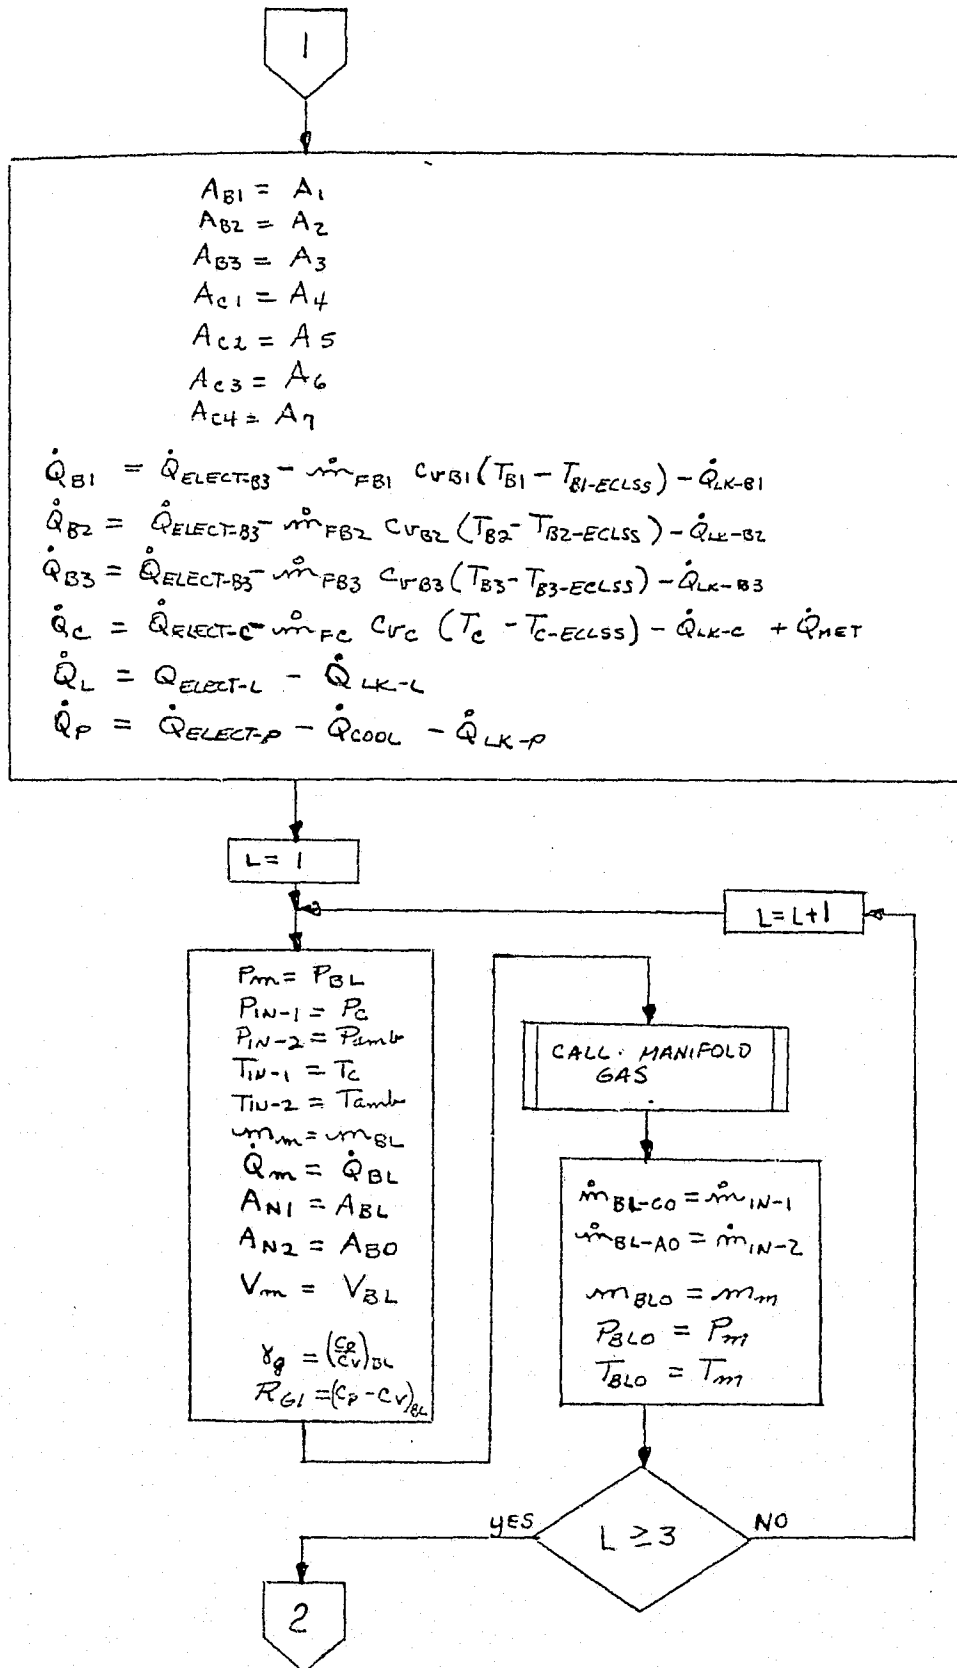 1
A_B1 = A_1
A_B2 = A_2
A_B3 = A_3
A_C1 = A_4
A_C2 = A_5
A_C3 = A_6
A_C4 = A_7
Q̇_B1 = Q̇_ELECT-B3 - ṁ_FB1 C_VB1 (T_B1 - T_B1-ECLSS) - Q̇_LK-B1
Q̇_B2 = Q̇_ELECT-B3 - ṁ_FB2 C_VB2 (T_B2 - T_B2-ECLSS) - Q̇_LK-B2
Q̇_B3 = Q̇_ELECT-B3 - ṁ_FB3 C_VB3 (T_B3 - T_B3-ECLSS) - Q̇_LK-B3
Q̇_C = Q̇_ELECT-C - ṁ_FC C_VC (T_C - T_C-ECLSS) - Q̇_LK-C + Q̇_MET
Q̇_L = Q_ELECT-L - Q̇_LK-L
Q̇_P = Q̇_ELECT-P - Q̇_COOL - Q̇_LK-P
L = 1
L = L+1
P_m = P_BL
P_IN-1 = P_C
P_IN-2 = P_amb
T_IN-1 = T_C
T_IN-2 = T_amb
m_m = m_BL
Q̇_m = Q̇_BL
A_N1 = A_BL
A_N2 = A_BO
V_m = V_BL
γ_g = (C_P/C_V)_BL
R_G1 = (C_P - C_V)_BL
CALL. MANIFOLD
GAS
ṁ_BL-CO = ṁ_IN-1
ṁ_BL-AO = ṁ_IN-2
m_BLO = m_m
P_BLO = P_m
T_BLO = T_m
YES
L ≥ 3
NO
2